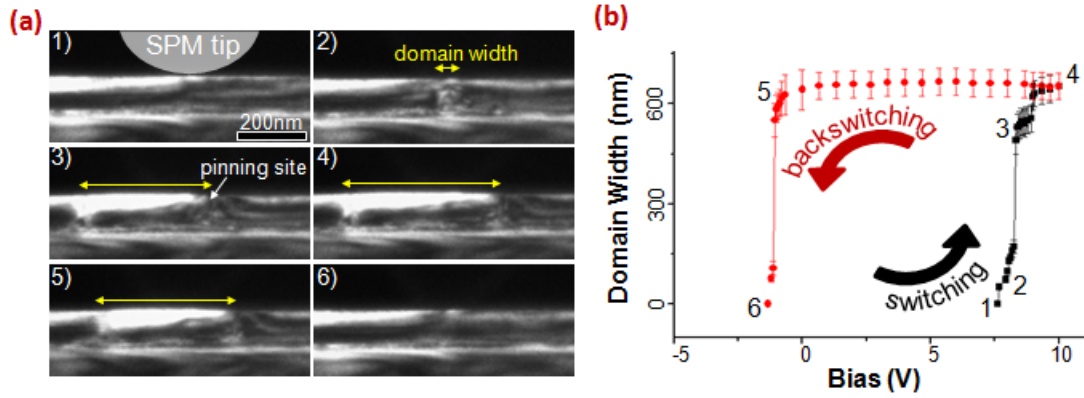 (a)
1)
SPM tip
200nm
2)
domain width
3)
pinning site
4)
5)
6)
(b)
Domain Width (nm)
600
300
0
-5
0
5
10
Bias (V)
backswitching
switching
1
2
3
4
5
6